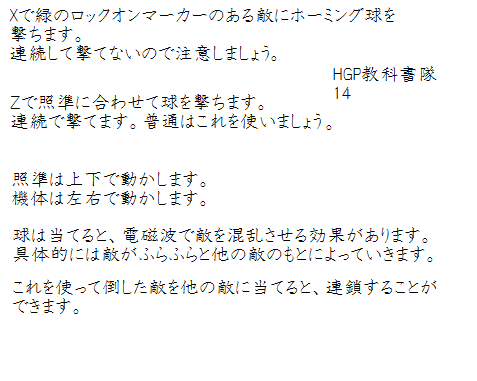 Xで緑のロックオンマーカーのある敵にホーミング球を
撃ちます。
連続して撃てないので注意しましょう。
HGP教科書隊
14
Zで照準に合わせて球を撃ちます。
連続で撃てます。普通はこれを使いましょう。
照準は上下で動かします。
機体は左右で動かします。
球は当てると、電磁波で敵を混乱させる効果があります。
具体的には敵がふらふらと他の敵のもとによっていきます。
これを使って倒した敵を他の敵に当てると、連鎖することが
できます。